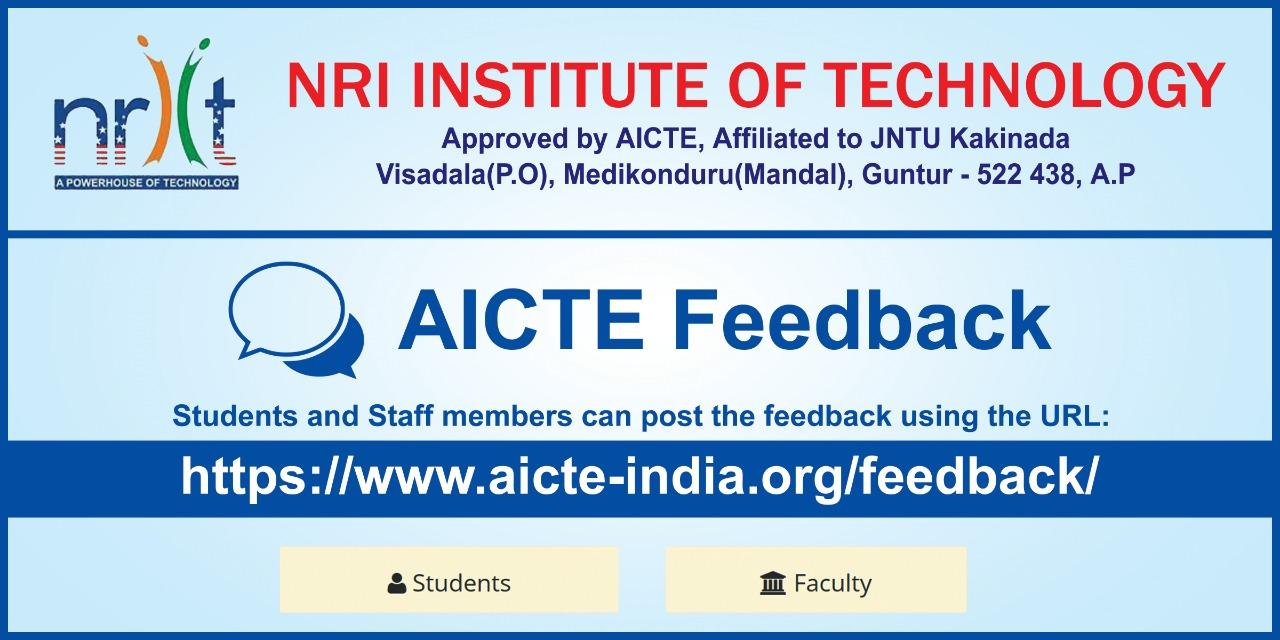 nriit
A POWERHOUSE OF TECHNOLOGY
NRI INSTITUTE OF TECHNOLOGY
Approved by AICTE, Affiliated to JNTU Kakinada
Visadala(P.O), Medikonduru(Mandal), Guntur - 522 438, A.P
AICTE Feedback
Students and Staff members can post the feedback using the URL:
https://www.aicte-india.org/feedback/
Students
Faculty